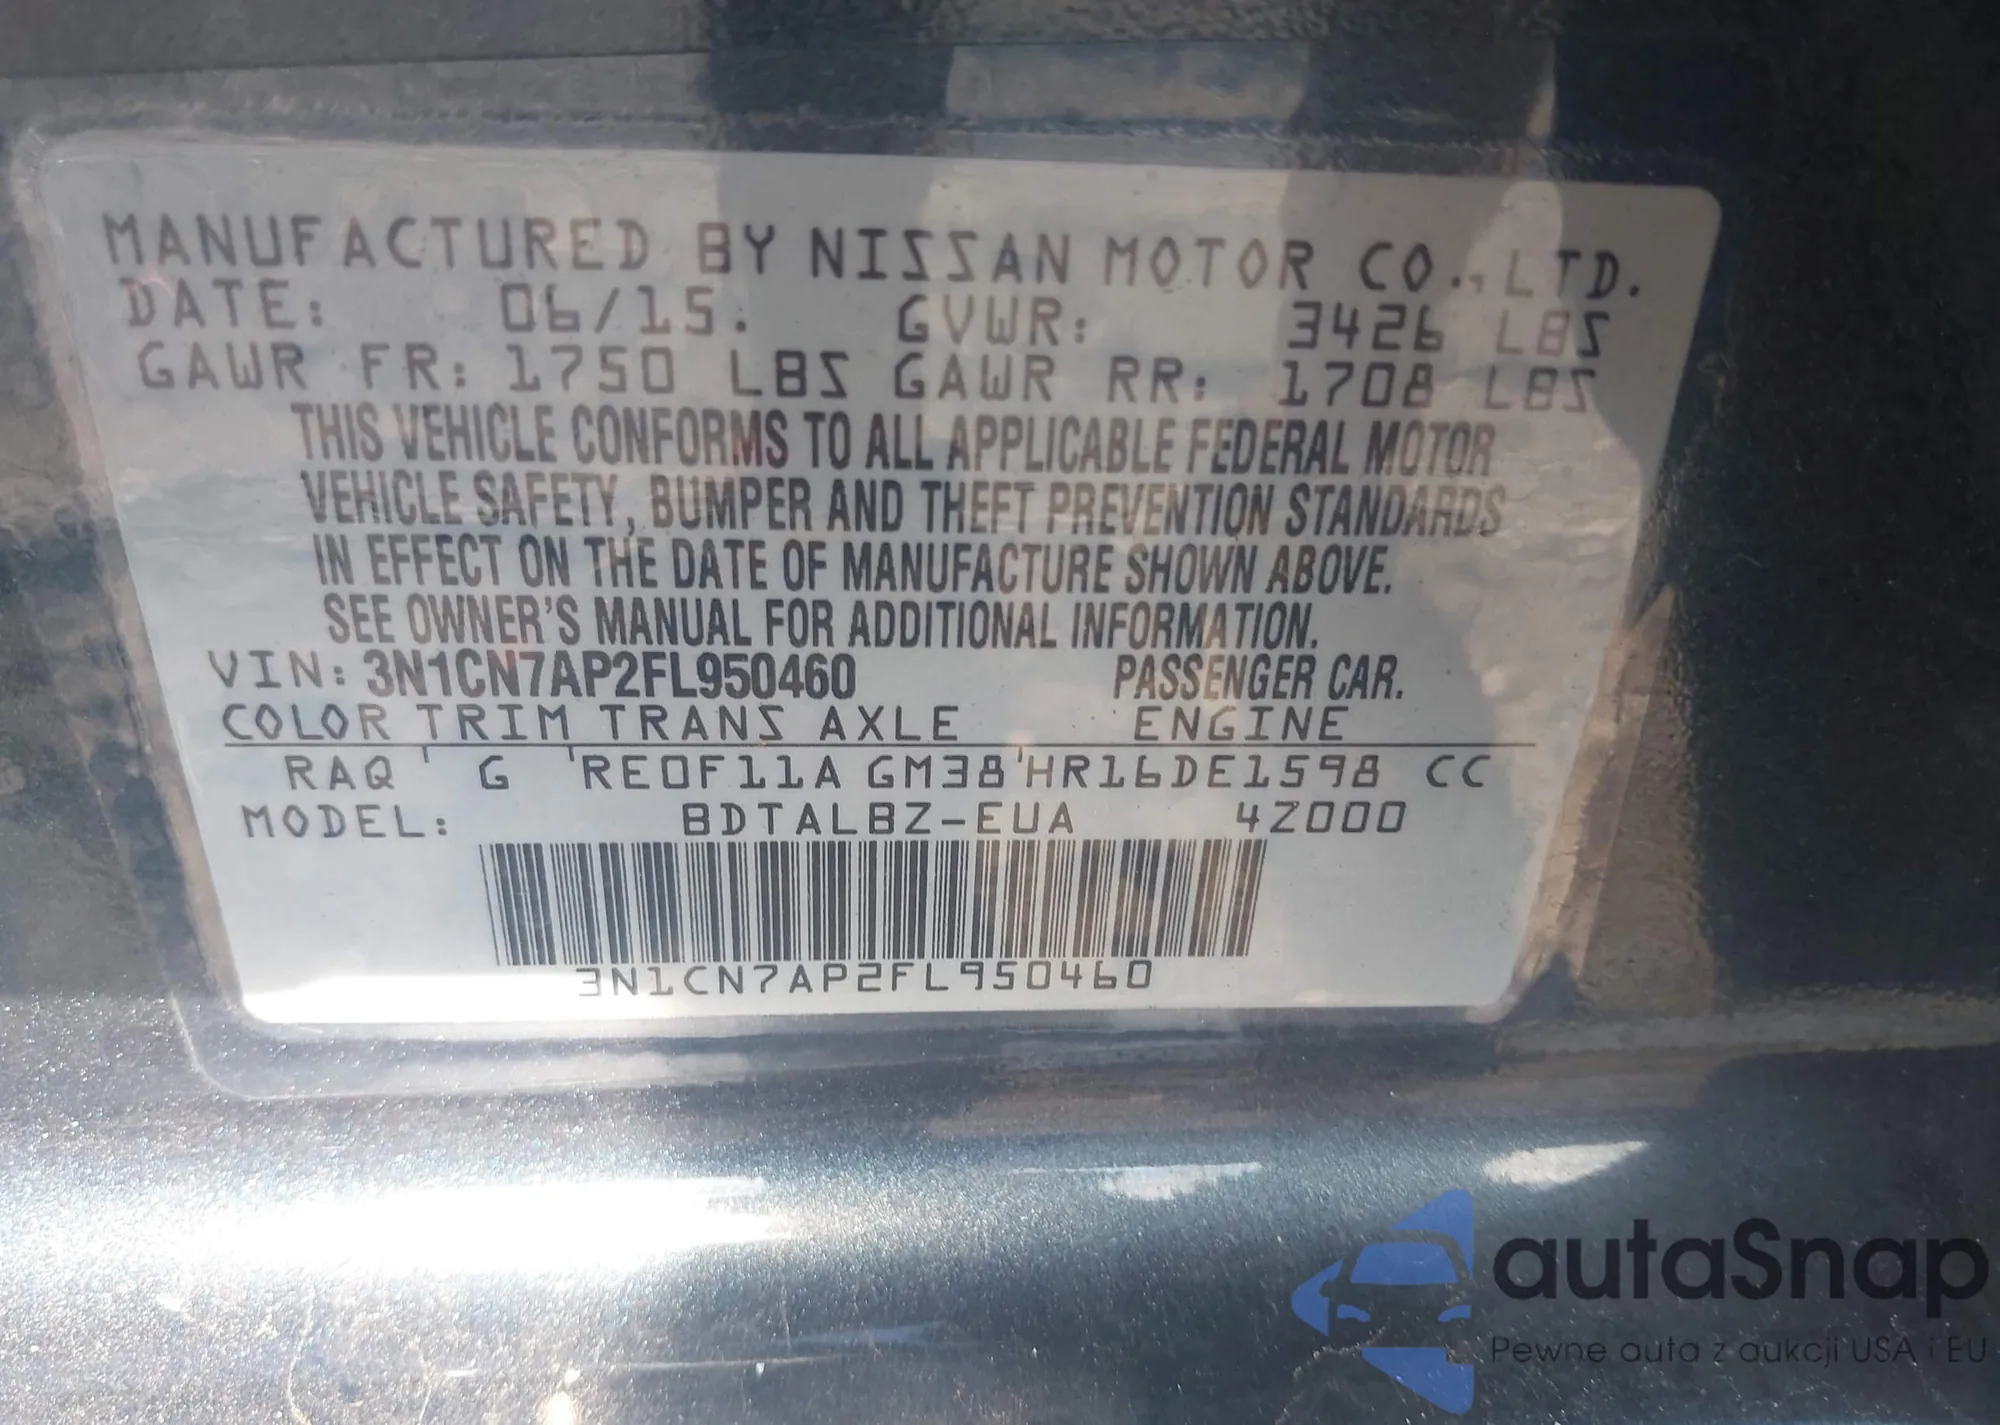 MANUFACTURED BY NISSAN MOTOR CO., LTD.
DATE: 06/15. GVWR: 3426 LBS
GAWR FR: 1750 LBS GAWR RR: 1708 LBS
THIS VEHICLE CONFORMS TO ALL APPLICABLE FEDERAL MOTOR
VEHICLE SAFETY, BUMPER AND THEFT PREVENTION STANDARDS
IN EFFECT ON THE DATE OF MANUFACTURE SHOWN ABOVE.
SEE OWNER'S MANUAL FOR ADDITIONAL INFORMATION.
VIN: 3N1CN7AP2FL950460 PASSENGER CAR.
COLOR TRIM TRANS AXLE ENGINE
RAQ ' G 'RE0F11A GM38'HR16DE1598 CC
MODEL: BDTALBZ-EUA 4Z000
3N1CN7AP2FL950460
autaSnap
Pewne auta z aukcji USA i EU